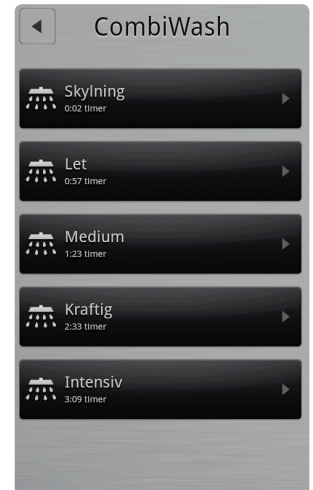 CombiWash
Skylning
0:02 timer
Let
0:57 timer
Medium
1:23 timer
Kraftig
2:33 timer
Intensiv
3:09 timer